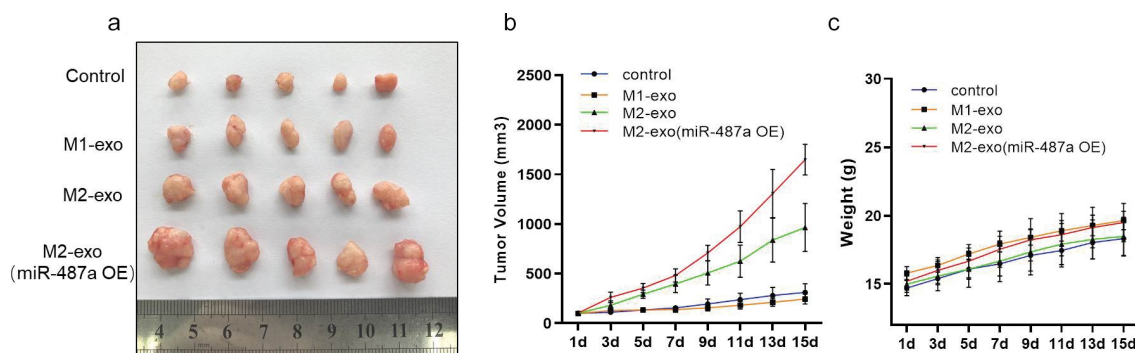 a
Control
M1-exo
M2-exo
M2-exo
(miR-487a OE)
4 5 6 7 8 9 10 11 12
b
control
M1-exo
M2-exo
M2-exo(miR-487a OE)
Tumor Volume (mm3)
2500
2000
1500
1000
500
0
1d 3d 5d 7d 9d 11d 13d 15d
c
control
M1-exo
M2-exo
M2-exo(miR-487a OE)
Weight (g)
30
25
20
15
1d 3d 5d 7d 9d 11d 13d 15d